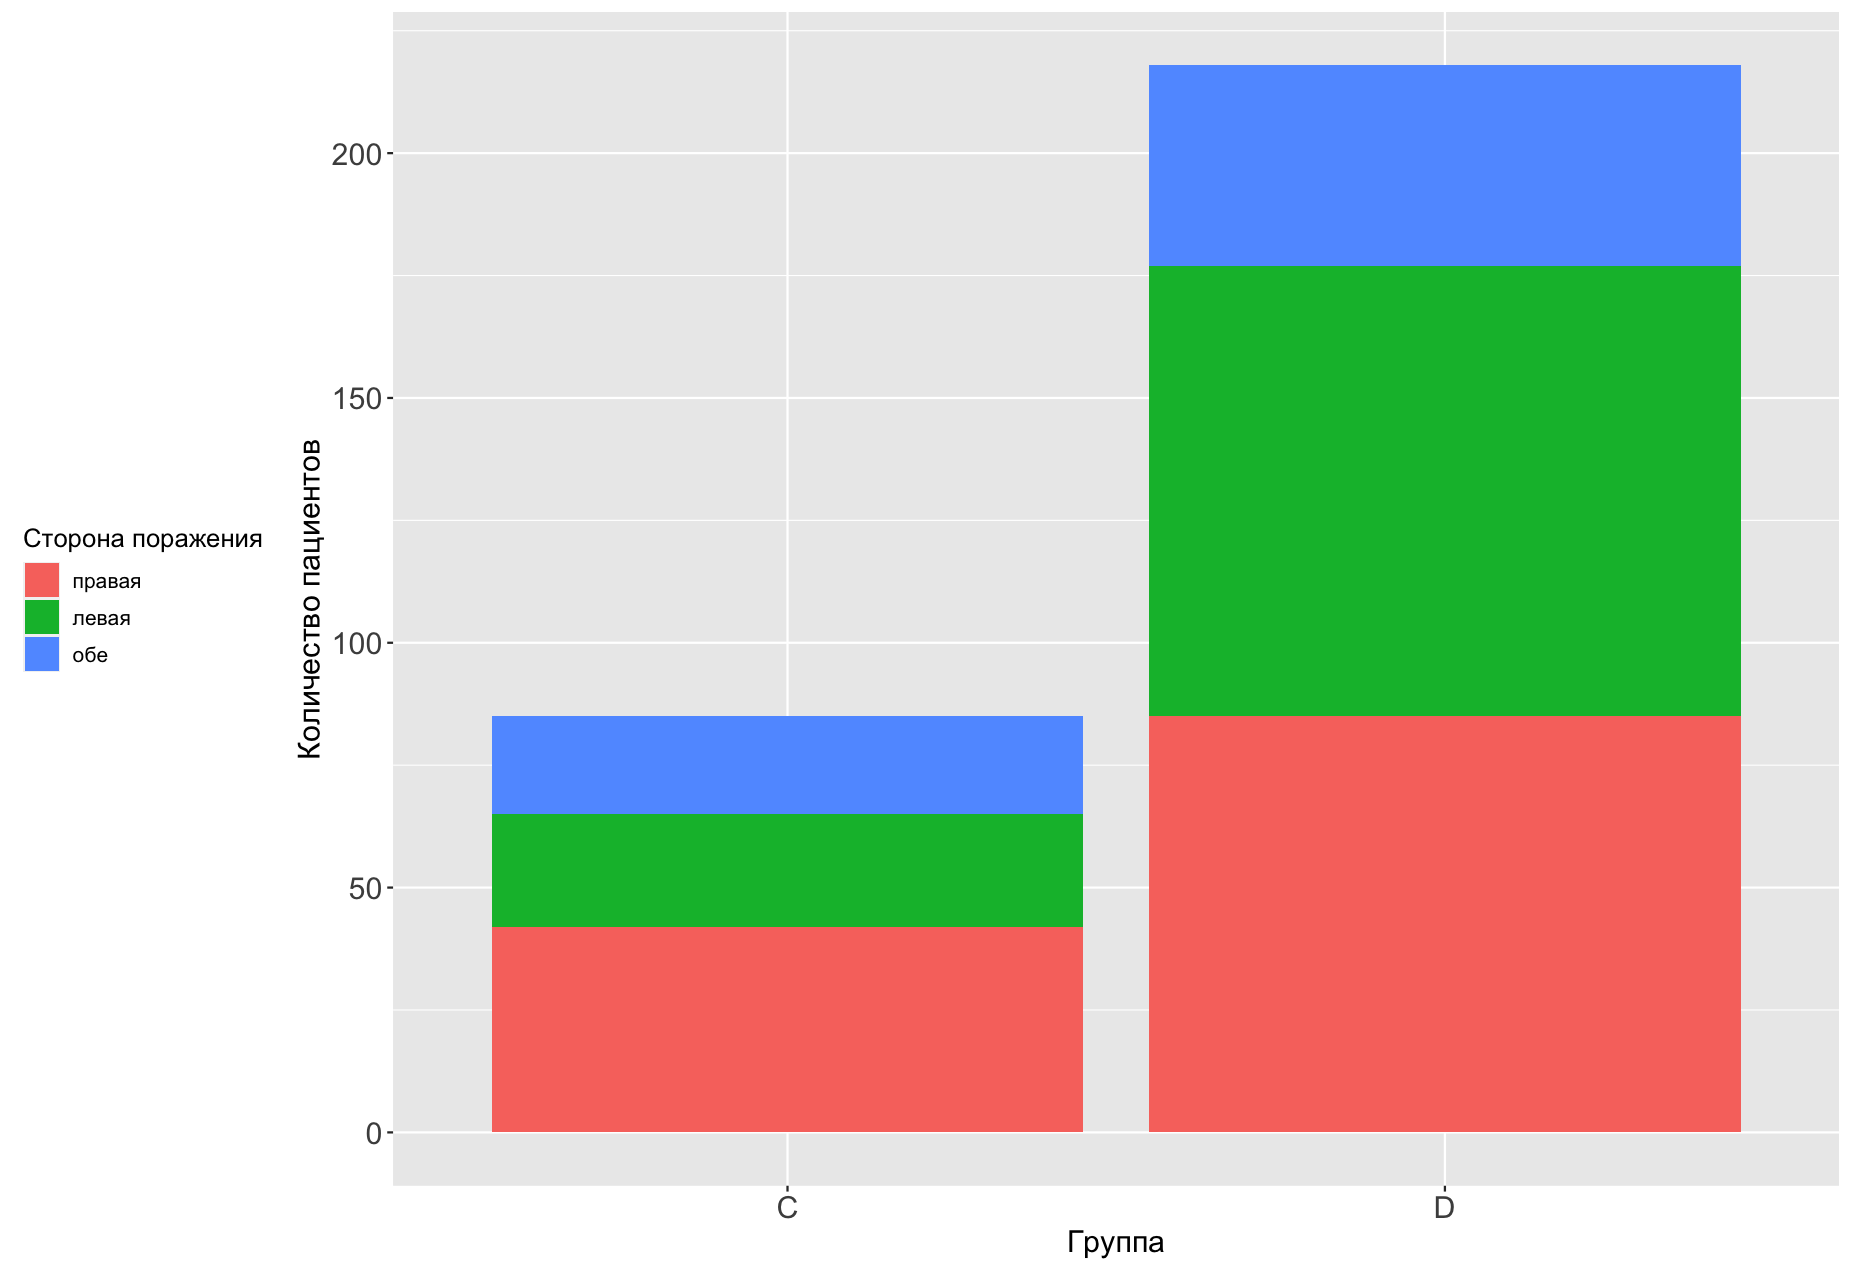 Сторона поражения
правая
левая
обе
Количество пациентов
200
150
100
50
0
C
D
Группа